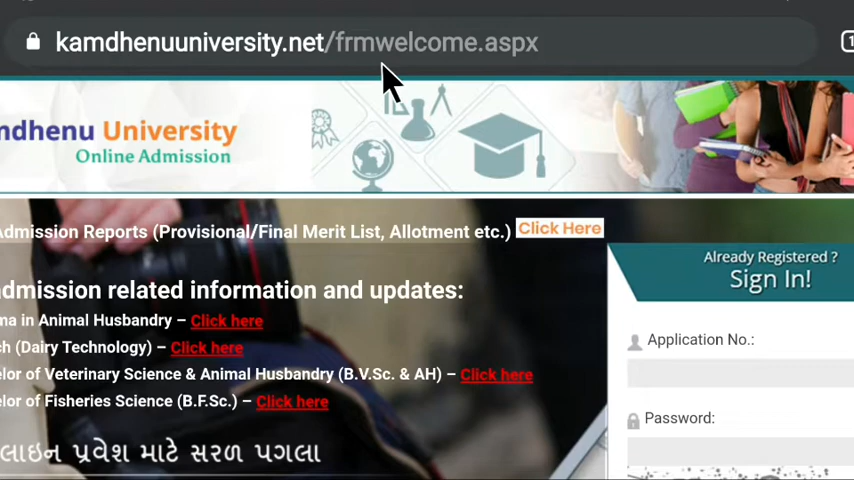 kamdhenuuniversity.net/frmwelcome.aspx
mdhenu University
Online Admission
Admission Reports (Provisional/Final Merit List, Allotment etc.) Click Here
Already Registered ?
Sign In!
admission related information and updates:
ma in Animal Husbandry – Click here
ch (Dairy Technology) – Click here
elor of Veterinary Science & Animal Husbandry (B.V.Sc. & AH) – Click here
elor of Fisheries Science (B.F.Sc.) – Click here
Application No.:
Password:
લાઇન પ્રવેશ માટે સરળ પગલા